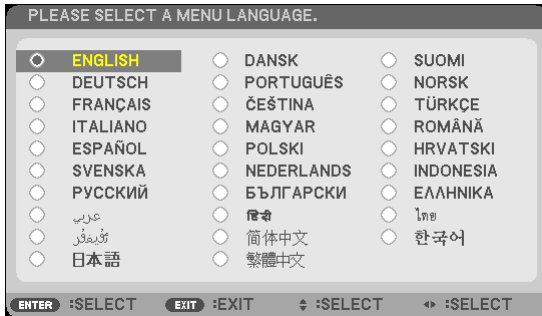 PLEASE SELECT A MENU LANGUAGE.
ENGLISH DANSK SUOMI
DEUTSCH PORTUGUÊS NORSK
FRANÇAIS ČEŠTINA TÜRKÇE
ITALIANO MAGYAR ROMÂNĂ
ESPAÑOL POLSKI HRVATSKI
SVENSKA NEDERLANDS INDONESIA
РУССКИЙ БЪЛГАРСКИ ΕΛΛΗΝΙΚΑ
عربي हिंदी ไทย
简体中文 한국어
日本語 繁體中文
ENTER :SELECT EXIT :EXIT :SELECT :SELECT